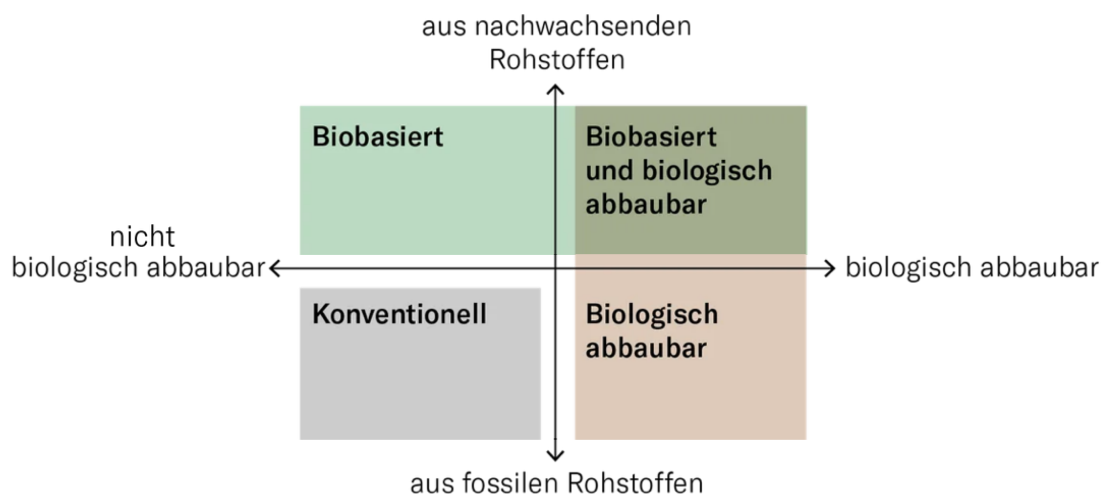 aus nachwachsenden
Rohstoffen
Biobasiert
Biobasiert
und biologisch
abbaubar
nicht
biologisch abbaubar
biologisch abbaubar
Konventionell
Biologisch
abbaubar
aus fossilen Rohstoffen